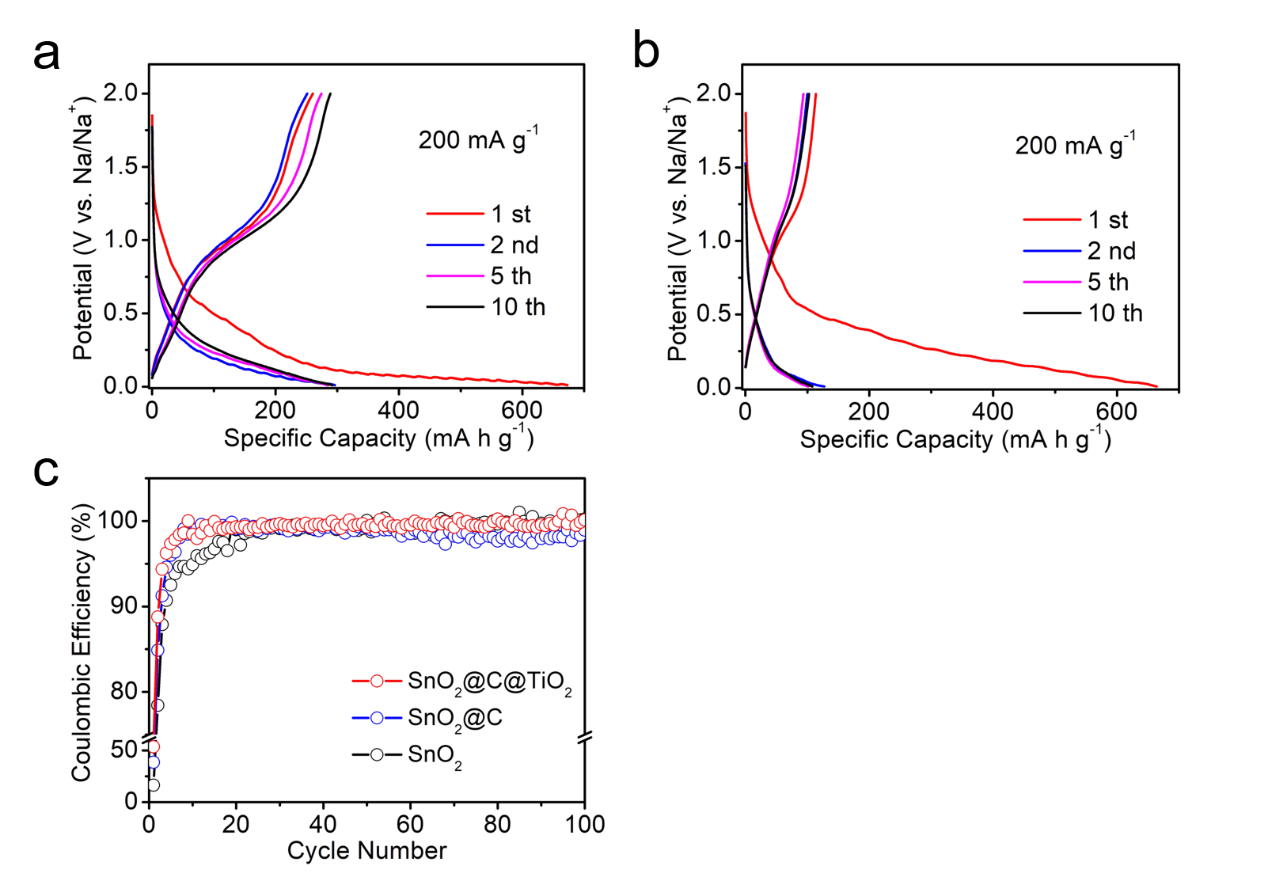 a
b
2.0
1.5
1.0
0.5
0.0
Potential (V vs. Na/Na⁺)
200 mA g⁻¹
1 st
2 nd
5 th
10 th
0
200
400
600
Specific Capacity (mA h g⁻¹)
2.0
1.5
1.0
0.5
0.0
Potential (V vs. Na/Na⁺)
200 mA g⁻¹
1 st
2 nd
5 th
10 th
0
200
400
600
Specific Capacity (mA h g⁻¹)
c
100
90
80
50
0
Coulombic Efficiency (%)
SnO₂@C@TiO₂
SnO₂@C
SnO₂
0
20
40
60
80
100
Cycle Number